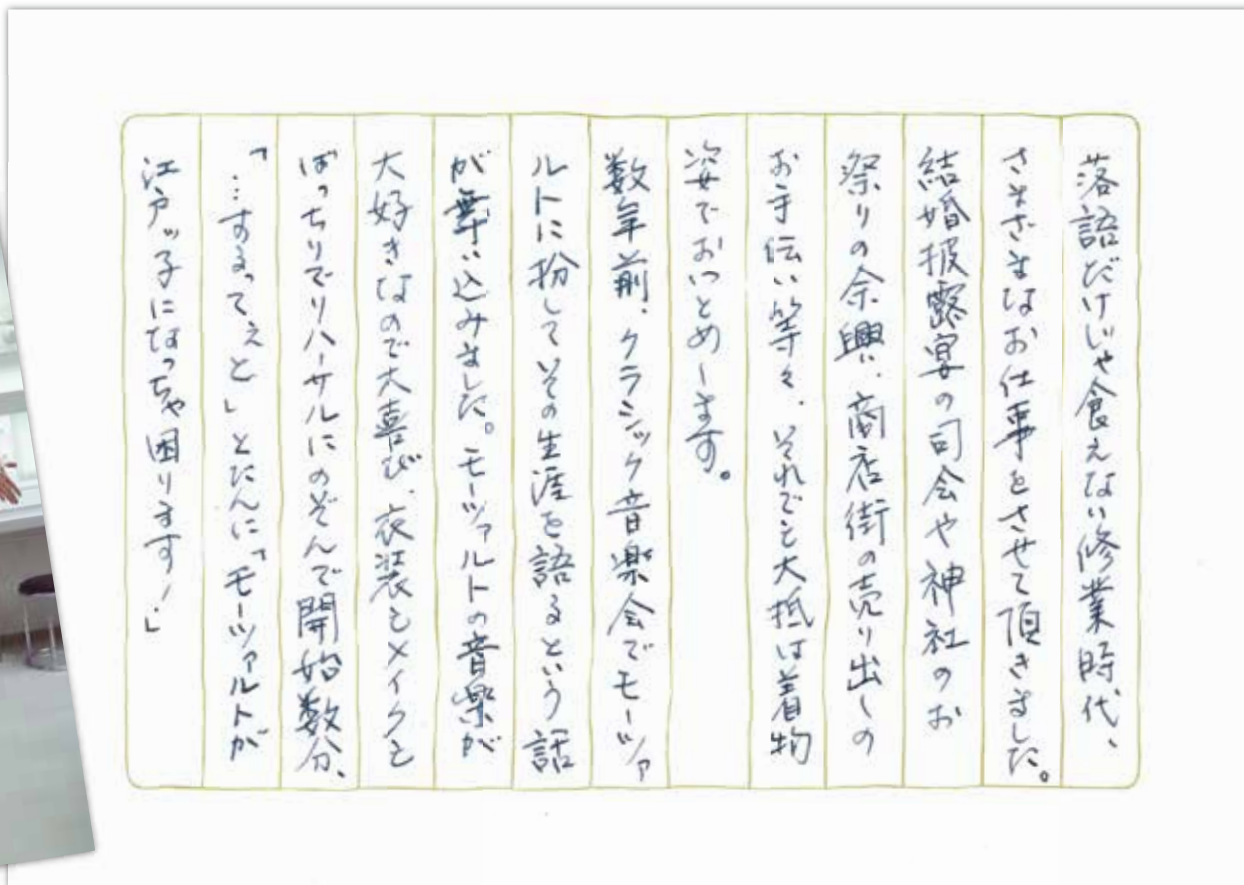 落語だけじゃ食えない修業時代、
さまざまなお仕事をさせて頂きました。
結婚披露宴の司会や神社のお
祭りの余興、商店街の売り出しの
お手伝い等々、それでも大抵は着物
姿でおつとめします。
数年前、クラシック音楽会でモーツァ
ルトに扮してその生涯を語るという話
が舞い込みました。モーツァルトの音楽が
大好きなので大喜び、衣装もメイクも
ばっちりでリハーサルにのぞんで開始数分、
「…するってぇと」とたんに「モーツァルトが
江戸ッ子になっちゃ困ります!」